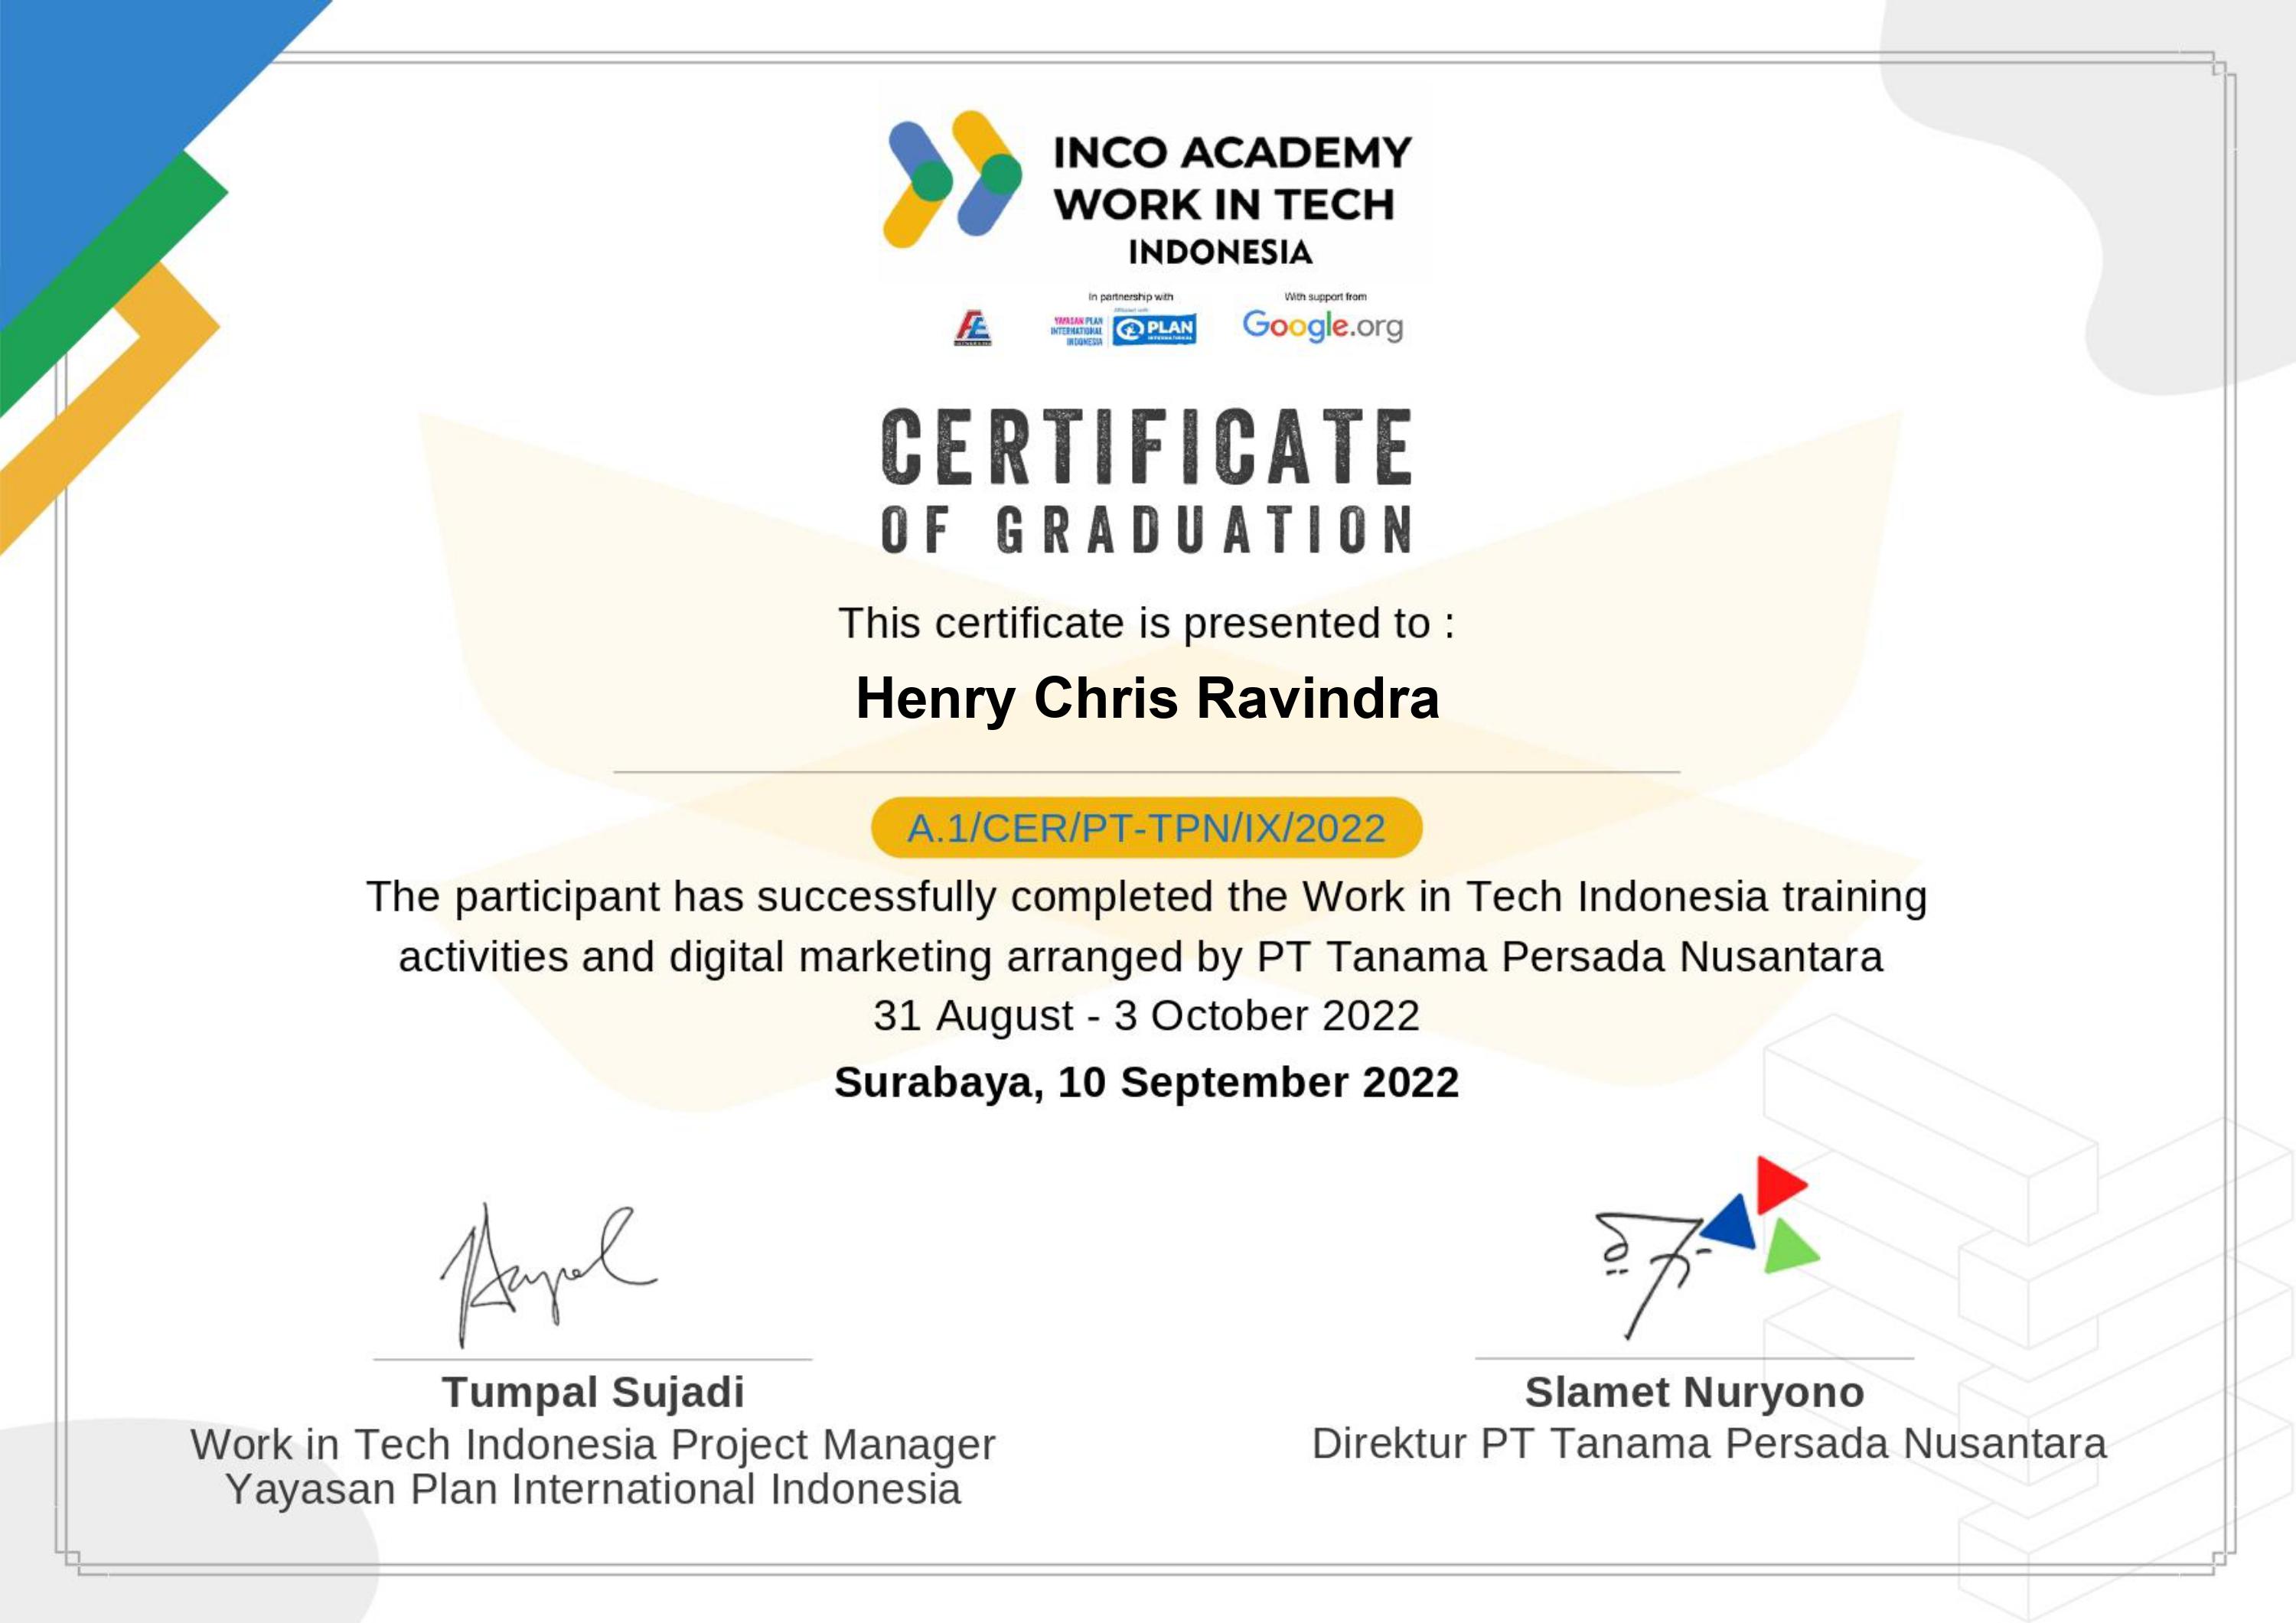 INCO ACADEMY
WORK IN TECH
INDONESIA
In partnership with
With support from
FE
YAYASAN PLAN
INTERNATIONAL
INDONESIA
Affiliated with
PLAN
INTERNATIONAL
Google.org
CERTIFICATE
OF GRADUATION
This certificate is presented to :
Henry Chris Ravindra
A.1/CER/PT-TPN/IX/2022
The participant has successfully completed the Work in Tech Indonesia training
activities and digital marketing arranged by PT Tanama Persada Nusantara
31 August - 3 October 2022
Surabaya, 10 September 2022
Tumpal Sujadi
Work in Tech Indonesia Project Manager
Yayasan Plan International Indonesia
Slamet Nuryono
Direktur PT Tanama Persada Nusantara